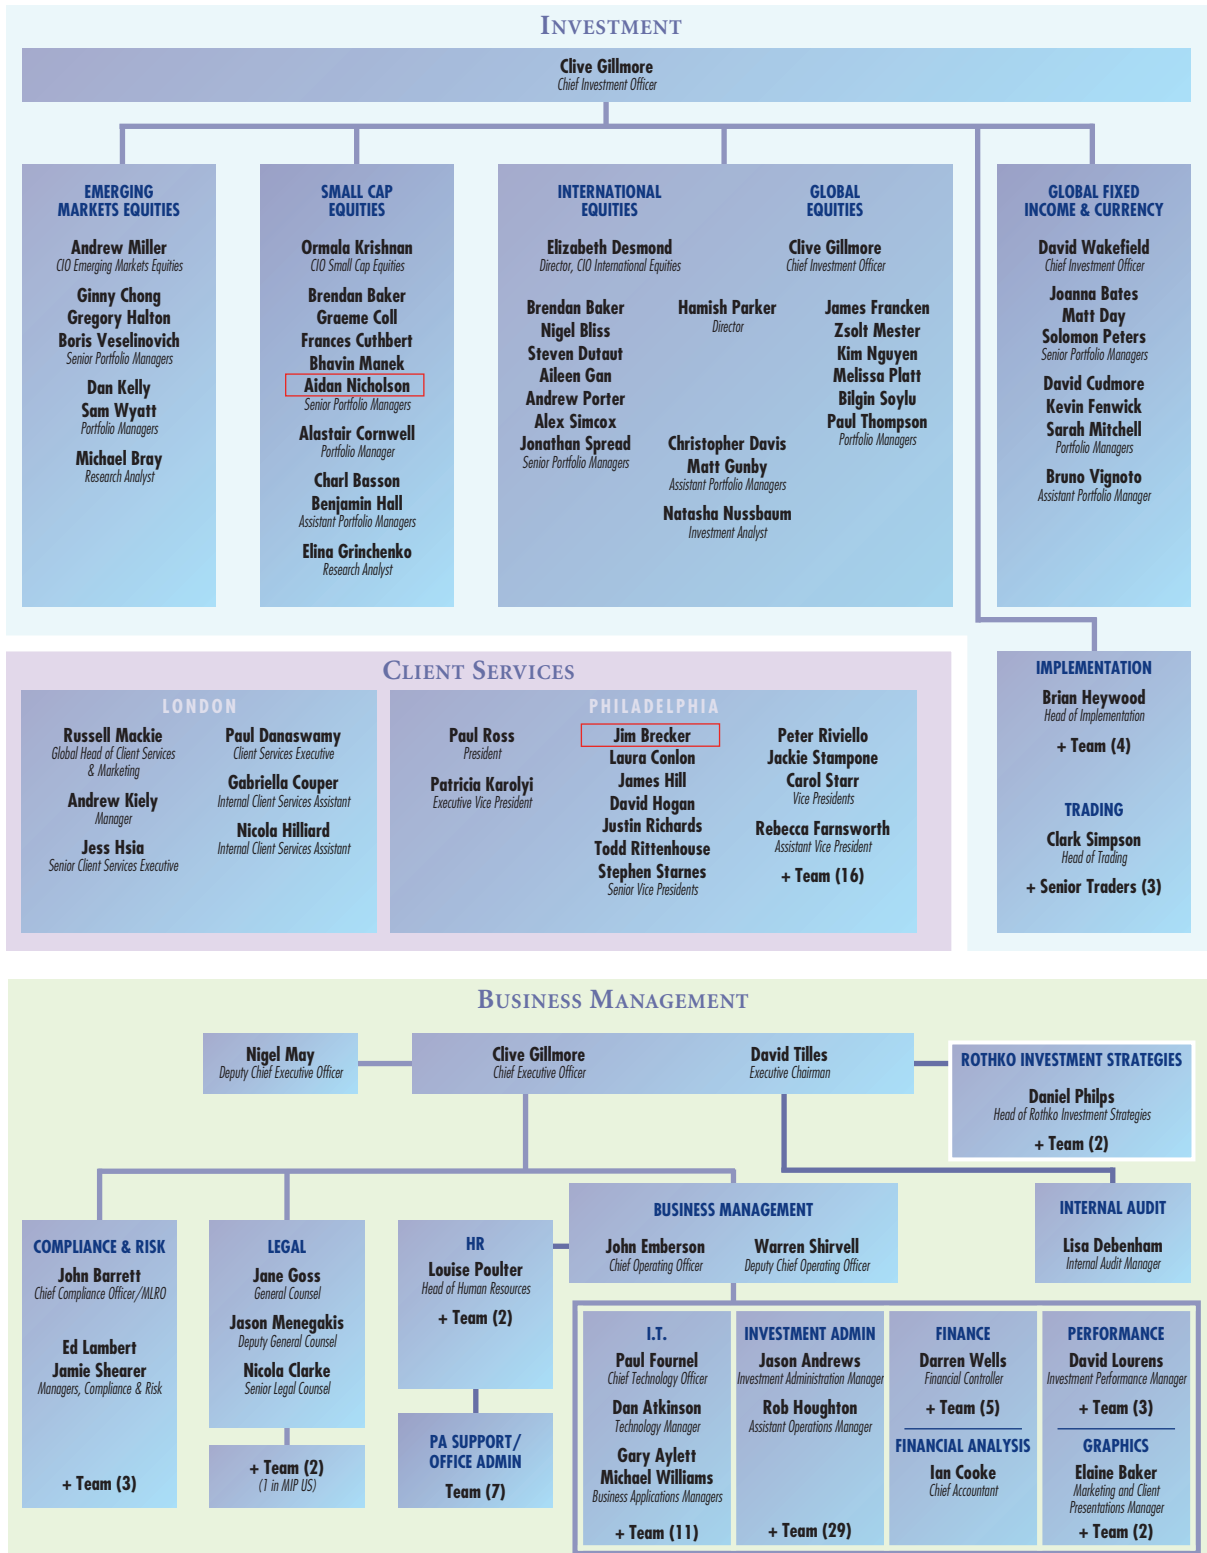 INVESTMENT
Clive Gillmore
Chief Investment Officer
EMERGING
MARKETS EQUITIES
Andrew Miller
CIO Emerging Markets Equities
Ginny Chong
Gregory Halton
Boris Veselinovich
Senior Portfolio Managers
Dan Kelly
Sam Wyatt
Portfolio Managers
Michael Bray
Research Analyst
SMALL CAP
EQUITIES
Ormala Krishnan
CIO Small Cap Equities
Brendan Baker
Graeme Coll
Frances Cuthbert
Bhavin Manek
Aidan Nicholson
Senior Portfolio Managers
Alastair Cornwell
Portfolio Manager
Charl Basson
Benjamin Hall
Assistant Portfolio Managers
Elina Grinchenko
Research Analyst
INTERNATIONAL
EQUITIES
Elizabeth Desmond
Director, CIO International Equities
Brendan Baker
Nigel Bliss
Steven Dutaut
Aileen Gan
Andrew Porter
Alex Simcox
Jonathan Spread
Senior Portfolio Managers
Hamish Parker
Director
Christopher Davis
Matt Gunby
Assistant Portfolio Managers
Natasha Nussbaum
Investment Analyst
GLOBAL
EQUITIES
Clive Gillmore
Chief Investment Officer
James Francken
Zsolt Mester
Kim Nguyen
Melissa Platt
Bilgin Soylu
Paul Thompson
Portfolio Managers
GLOBAL FIXED
INCOME & CURRENCY
David Wakefield
Chief Investment Officer
Joanna Bates
Matt Day
Solomon Peters
Senior Portfolio Managers
David Cudmore
Kevin Fenwick
Sarah Mitchell
Portfolio Managers
Bruno Vignoto
Assistant Portfolio Manager
IMPLEMENTATION
Brian Heywood
Head of Implementation
+ Team (4)
TRADING
Clark Simpson
Head of Trading
+ Senior Traders (3)
CLIENT SERVICES
LONDON
Russell Mackie
Global Head of Client Services
& Marketing
Andrew Kiely
Manager
Jess Hsia
Senior Client Services Executive
Paul Danaswamy
Client Services Executive
Gabriella Couper
Internal Client Services Assistant
Nicola Hilliard
Internal Client Services Assistant
PHILADELPHIA
Paul Ross
President
Patricia Karolyi
Executive Vice President
Jim Brecker
Laura Conlon
James Hill
David Hogan
Justin Richards
Todd Rittenhouse
Stephen Starnes
Senior Vice Presidents
Peter Riviello
Jackie Stampone
Carol Starr
Vice Presidents
Rebecca Farnsworth
Assistant Vice President
+ Team (16)
BUSINESS MANAGEMENT
Nigel May
Deputy Chief Executive Officer
Clive Gillmore
Chief Executive Officer
David Tilles
Executive Chairman
ROTHKO INVESTMENT STRATEGIES
Daniel Philps
Head of Rothko Investment Strategies
+ Team (2)
COMPLIANCE & RISK
John Barrett
Chief Compliance Officer/MLRO
Ed Lambert
Jamie Shearer
Managers, Compliance & Risk
+ Team (3)
LEGAL
Jane Goss
General Counsel
Jason Menegakis
Deputy General Counsel
Nicola Clarke
Senior Legal Counsel
+ Team (2)
(1 in MIP US)
HR
Louise Poulter
Head of Human Resources
+ Team (2)
PA SUPPORT/
OFFICE ADMIN
Team (7)
BUSINESS MANAGEMENT
John Emberson
Chief Operating Officer
Warren Shirvell
Deputy Chief Operating Officer
INTERNAL AUDIT
Lisa Debenham
Internal Audit Manager
I.T.
Paul Fournel
Chief Technology Officer
Dan Atkinson
Technology Manager
Gary Aylett
Michael Williams
Business Applications Managers
+ Team (11)
INVESTMENT ADMIN
Jason Andrews
Investment Administration Manager
Rob Houghton
Assistant Operations Manager
+ Team (29)
FINANCE
Darren Wells
Financial Controller
+ Team (5)
FINANCIAL ANALYSIS
Ian Cooke
Chief Accountant
PERFORMANCE
David Lourens
Investment Performance Manager
+ Team (3)
GRAPHICS
Elaine Baker
Marketing and Client
Presentations Manager
+ Team (2)